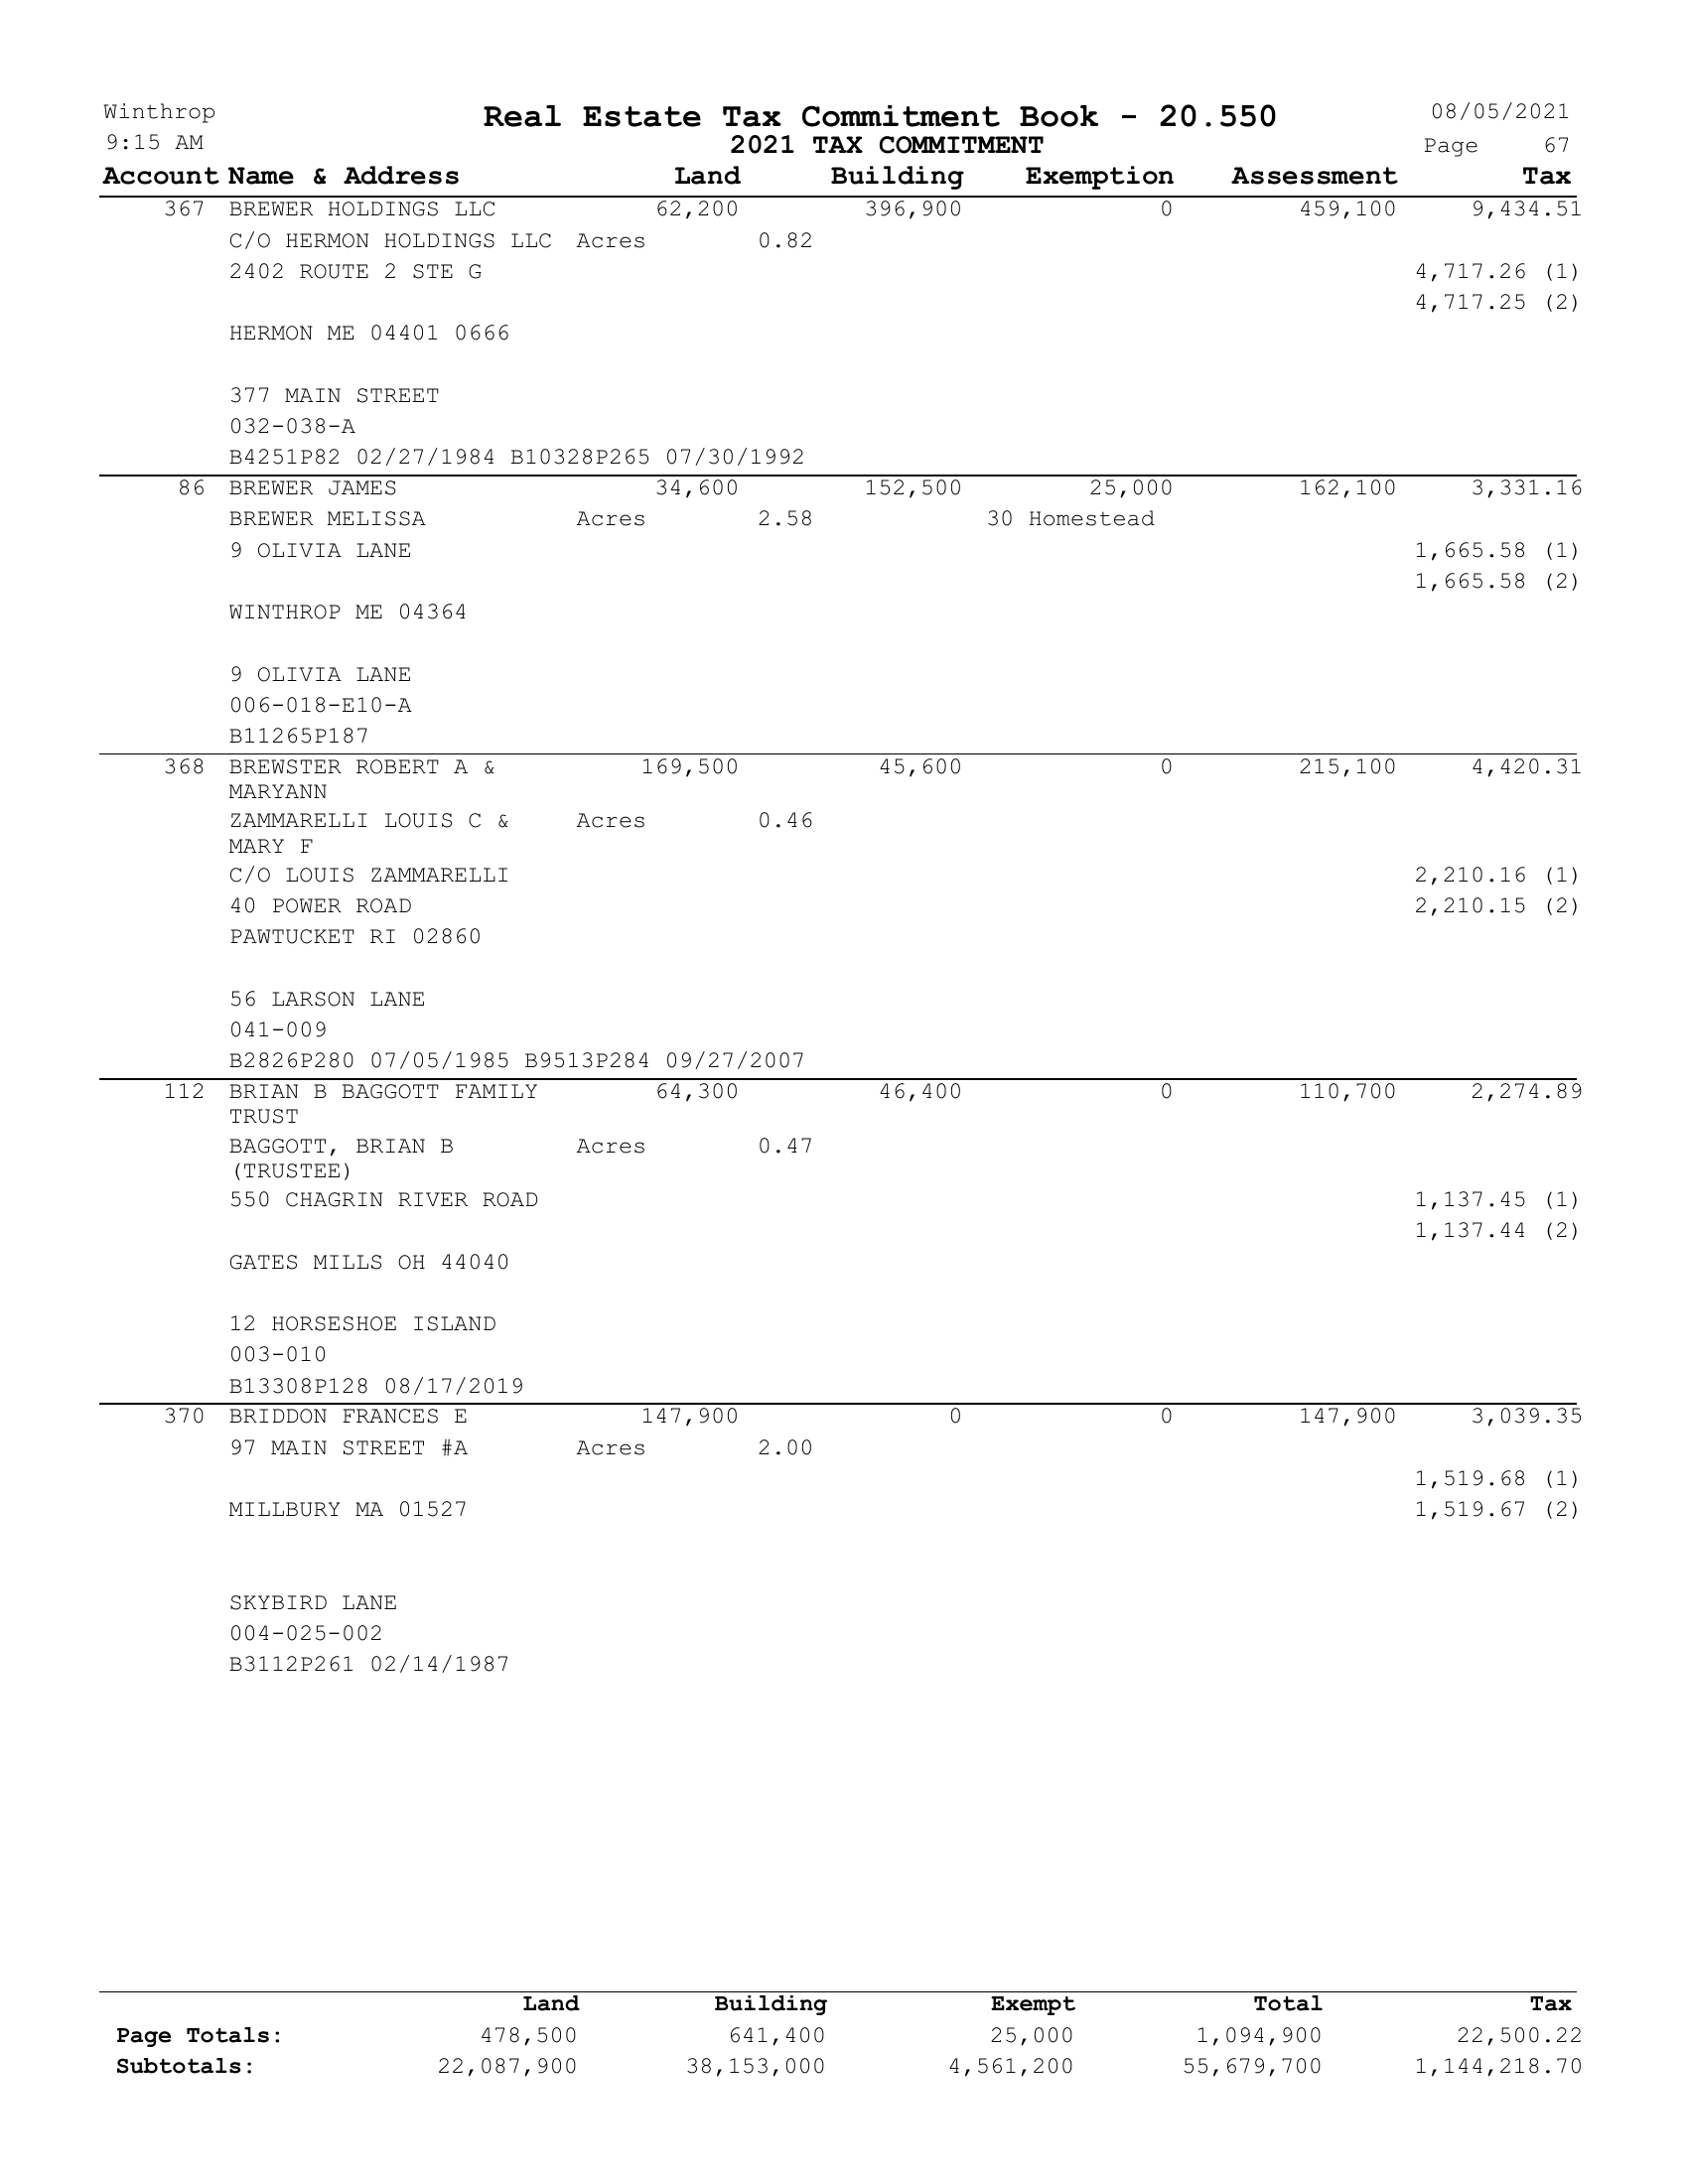 Winthrop Real Estate Tax Commitment Book - 20.550 08/05/2021
9:15 AM 2021 TAX COMMITMENT Page 67
Account Name & Address Land Building Exemption Assessment Tax
367 BREWER HOLDINGS LLC 62,200 396,900 0 459,100 9,434.51
C/O HERMON HOLDINGS LLC Acres 0.82
2402 ROUTE 2 STE G 4,717.26 (1)
4,717.25 (2)
HERMON ME 04401 0666
377 MAIN STREET
032-038-A
B4251P82 02/27/1984 B10328P265 07/30/1992
86 BREWER JAMES 34,600 152,500 25,000 162,100 3,331.16
BREWER MELISSA Acres 2.58 30 Homestead
9 OLIVIA LANE 1,665.58 (1)
1,665.58 (2)
WINTHROP ME 04364
9 OLIVIA LANE
006-018-E10-A
B11265P187
368 BREWSTER ROBERT A & 169,500 45,600 0 215,100 4,420.31
MARYANN
ZAMMARELLI LOUIS C & Acres 0.46
MARY F
C/O LOUIS ZAMMARELLI 2,210.16 (1)
40 POWER ROAD 2,210.15 (2)
PAWTUCKET RI 02860
56 LARSON LANE
041-009
B2826P280 07/05/1985 B9513P284 09/27/2007
112 BRIAN B BAGGOTT FAMILY 64,300 46,400 0 110,700 2,274.89
TRUST
BAGGOTT, BRIAN B Acres 0.47
(TRUSTEE)
550 CHAGRIN RIVER ROAD 1,137.45 (1)
1,137.44 (2)
GATES MILLS OH 44040
12 HORSESHOE ISLAND
003-010
B13308P128 08/17/2019
370 BRIDDON FRANCES E 147,900 0 0 147,900 3,039.35
97 MAIN STREET #A Acres 2.00
1,519.68 (1)
MILLBURY MA 01527 1,519.67 (2)
SKYBIRD LANE
004-025-002
B3112P261 02/14/1987
Land Building Exempt Total Tax
Page Totals: 478,500 641,400 25,000 1,094,900 22,500.22
Subtotals: 22,087,900 38,153,000 4,561,200 55,679,700 1,144,218.70